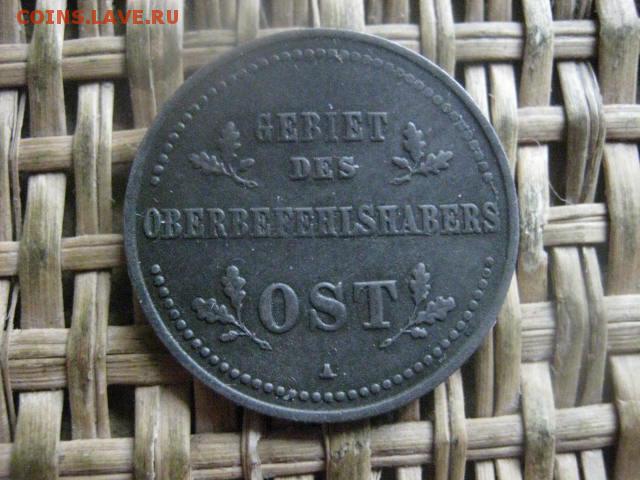 COINS.LAVE.RU
GEBIET
DES
OBERBEFEHLSHABERS
OST
A